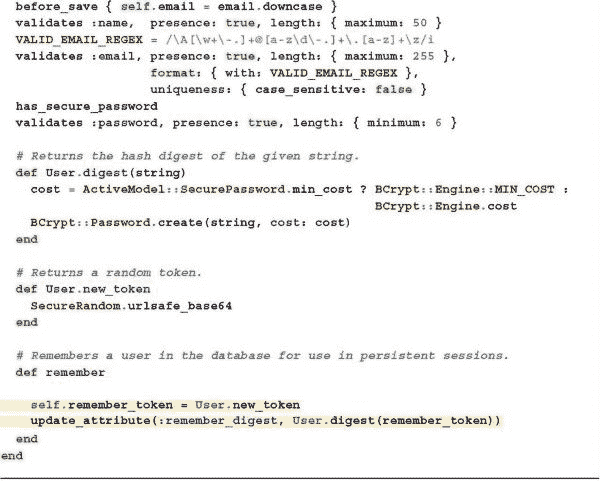 before_save { self.email = email.downcase }
validates :name,  presence: true, length: { maximum: 50 }
VALID_EMAIL_REGEX = /\A[\w+\-.]+@[a-z\d\-.]+\.[a-z]+\z/i
validates :email, presence: true, length: { maximum: 255 },
                  format: { with: VALID_EMAIL_REGEX },
                  uniqueness: { case_sensitive: false }
has_secure_password
validates :password, presence: true, length: { minimum: 6 }
# Returns the hash digest of the given string.
def User.digest(string)
  cost = ActiveModel::SecurePassword.min_cost ? BCrypt::Engine::MIN_COST :
                                                BCrypt::Engine.cost
  BCrypt::Password.create(string, cost: cost)
end
# Returns a random token.
def User.new_token
  SecureRandom.urlsafe_base64
end
# Remembers a user in the database for use in persistent sessions.
def remember
  self.remember_token = User.new_token
  update_attribute(:remember_digest, User.digest(remember_token))
end
end